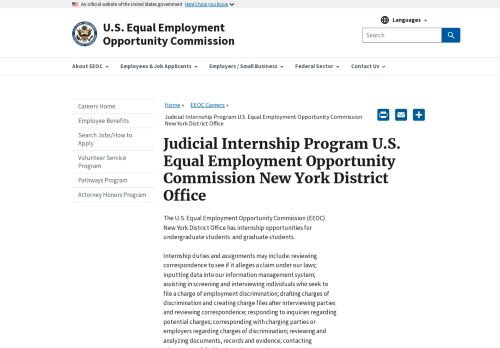 An official website of the United States government Here's how you know
U.S. Equal Employment
Opportunity Commission
Languages
Search
About EEOC
Employees & Job Applicants
Employers / Small Business
Federal Sector
Contact Us
Careers Home
Employee Benefits
Search Jobs/How to
Apply
Volunteer Service
Program
Pathways Program
Attorney Honors Program
Home » EEOC Careers »
Judicial Internship Program U.S. Equal Employment Opportunity Commission
New York District Office
Judicial Internship Program U.S.
Equal Employment Opportunity
Commission New York District
Office
The U.S. Equal Employment Opportunity Commission (EEOC)
New York District Office has internship opportunities for
undergraduate students and graduate students.
Internship duties and assignments may include: reviewing
correspondence to see if it alleges a claim under our laws;
inputting data into our information management system;
assisting in screening and interviewing individuals who seek to
file a charge of employment discrimination; drafting charges of
discrimination and creating charge files after interviewing parties
and reviewing correspondence; responding to inquiries regarding
potential charges; corresponding with charging parties or
employers regarding charges of discrimination; reviewing and
analyzing documents, records and evidence; contacting